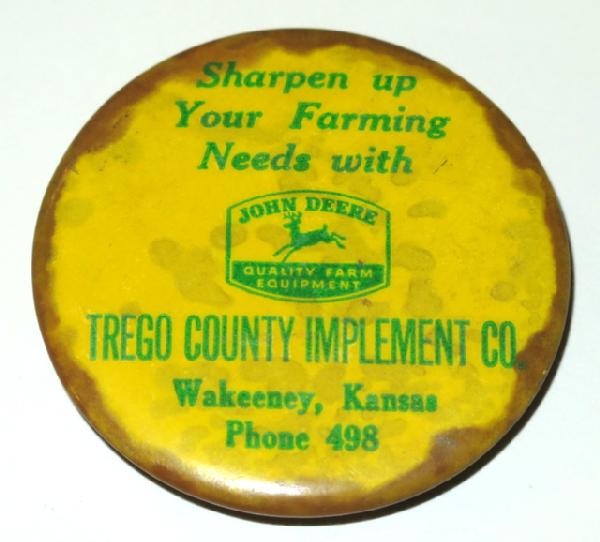 Sharpen up
Your Farming
Needs with
JOHN DEERE
QUALITY FARM
EQUIPMENT
TREGO COUNTY IMPLEMENT CO.
Wakeeney, Kansas
Phone 498